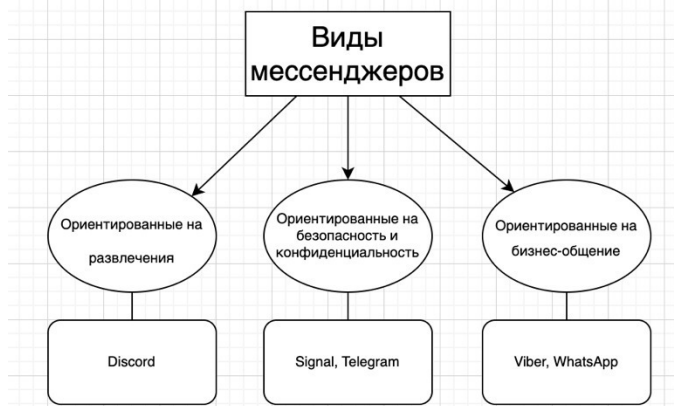 Виды
мессенджеров
Ориентированные на
развлечения
Ориентированные на
безопасность и
конфиденциальность
Ориентированные на
бизнес-общение
Discord
Signal, Telegram
Viber, WhatsApp